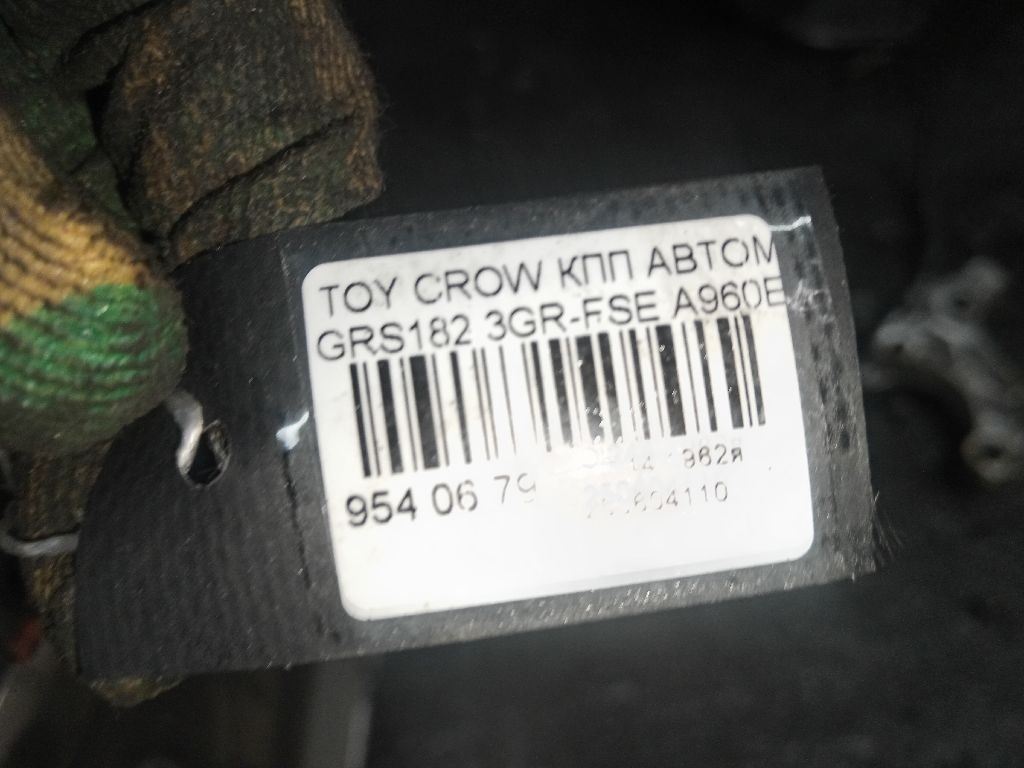 TOY CROW КПП АВТОМ
GRS182 3GR-FSE A960E
954 06 79